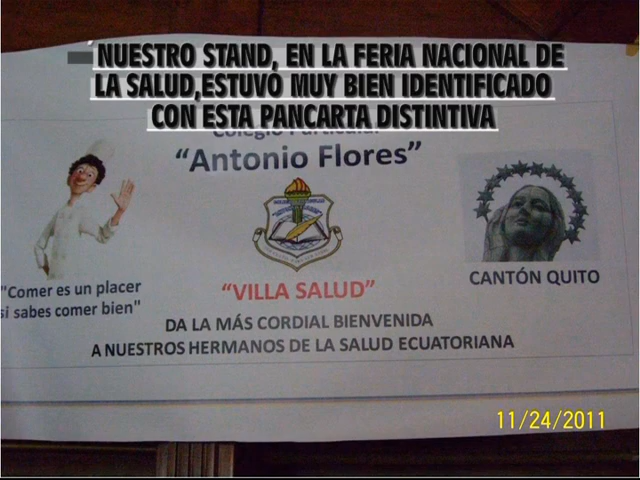 NUESTRO STAND, EN LA FERIA NACIONAL DE
LA SALUD,ESTUVO MUY BIEN IDENTIFICADO
CON ESTA PANCARTA DISTINTIVA
Colegio Particular
“Antonio Flores”
"Comer es un placer
si sabes comer bien"
“VILLA SALUD”
CANTÓN QUITO
DA LA MÁS CORDIAL BIENVENIDA
A NUESTROS HERMANOS DE LA SALUD ECUATORIANA
11/24/2011